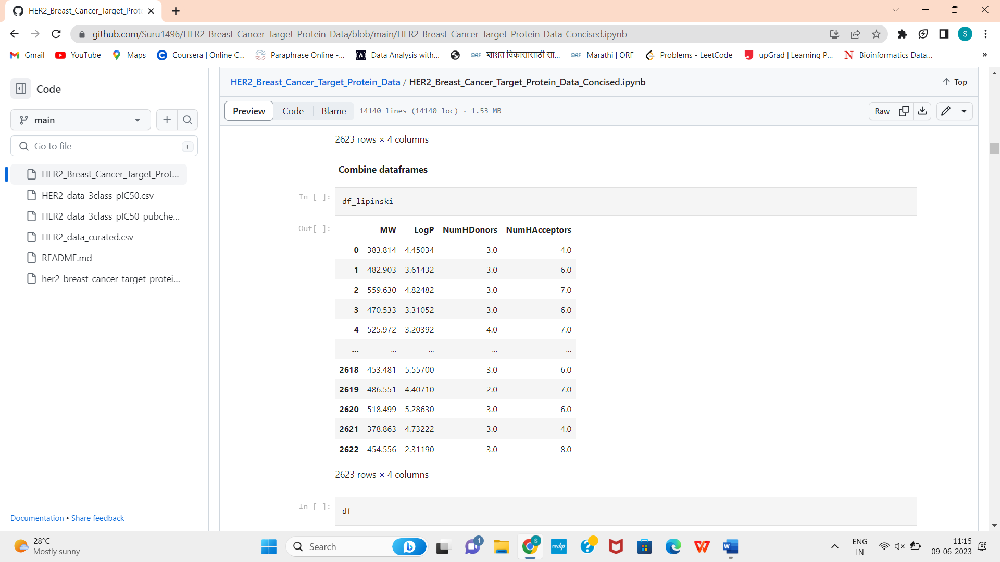 HER2_Breast_Cancer_Target_Prote
github.com/Suru1496/HER2_Breast_Cancer_Target_Protein_Data/blob/main/HER2_Breast_Cancer_Target_Protein_Data_Concised.ipynb
S
Gmail YouTube Maps Coursera | Online C... Paraphrase Online -... Data Analysis with... शाश्वत विकासासाठी सा... Marathi | ORF Problems - LeetCode upGrad | Learning P... Bioinformatics Data... »
Code
HER2_Breast_Cancer_Target_Protein_Data / HER2_Breast_Cancer_Target_Protein_Data_Concised.ipynb
Top
main
Preview Code Blame 14140 lines (14140 loc) · 1.53 MB Raw
Go to file t
HER2_Breast_Cancer_Target_Prot...
HER2_data_3class_pIC50.csv
HER2_data_3class_pIC50_pubche...
HER2_data_curated.csv
README.md
her2-breast-cancer-target-protei...
Documentation • Share feedback
2623 rows × 4 columns
Combine dataframes
In [ ]: df_lipinski
Out[ ]: MW LogP NumHDonors NumHAcceptors
0 383.814 4.45034 3.0 4.0
1 482.903 3.61432 3.0 6.0
2 559.630 4.82482 3.0 7.0
3 470.533 3.31052 3.0 6.0
4 525.972 3.20392 4.0 7.0
... ... ... ... ...
2618 453.481 5.55700 3.0 6.0
2619 486.551 4.40710 2.0 7.0
2620 518.499 5.28630 3.0 6.0
2621 378.863 4.73222 3.0 4.0
2622 454.556 2.31190 3.0 8.0
2623 rows × 4 columns
In [ ]: df
28°C
Mostly sunny
Search
1
S
myhp
ENG
IN
11:15
09-06-2023